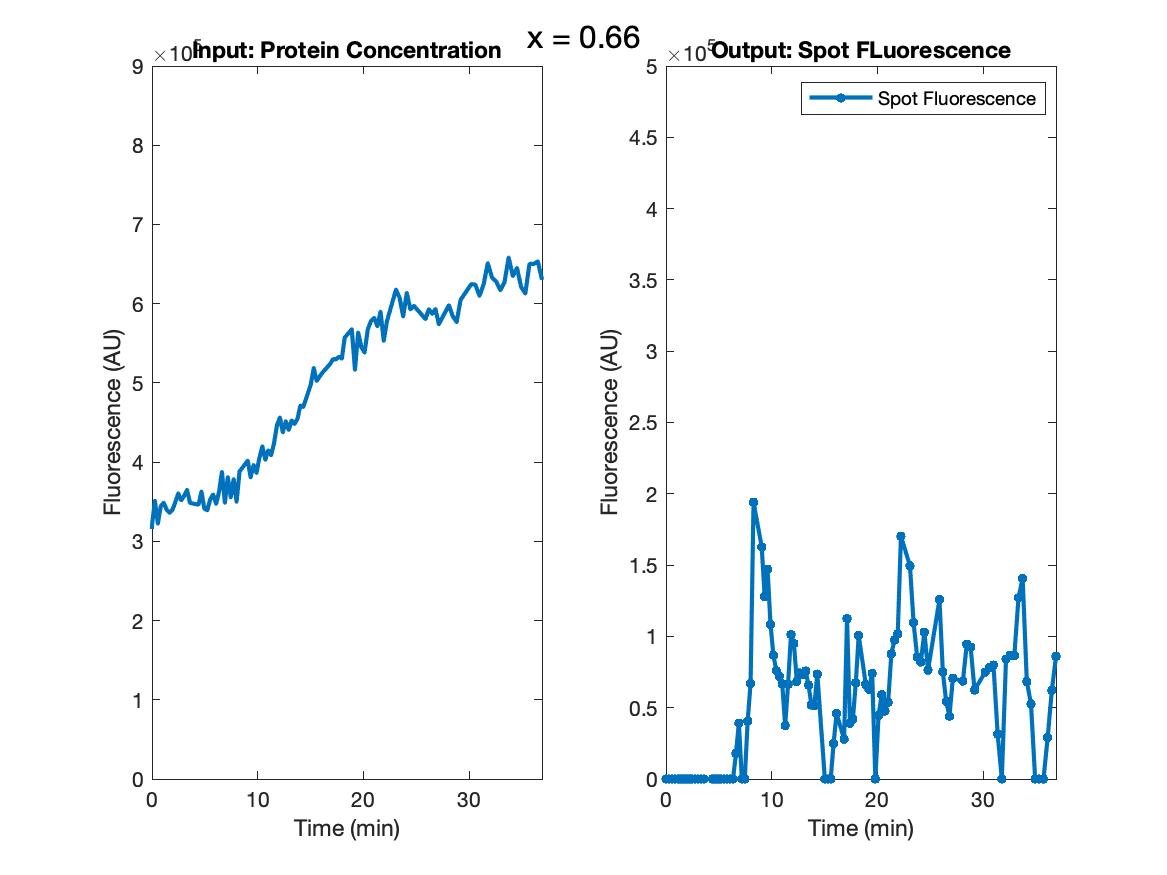 x = 0.66
×10⁵
Input: Protein Concentration
9
8
7
6
5
4
3
2
1
0
Fluorescence (AU)
0 10 20 30
Time (min)
×10⁵
Output: Spot FLuorescence
Spot Fluorescence
5
4.5
4
3.5
3
2.5
2
1.5
1
0.5
0
Fluorescence (AU)
0 10 20 30
Time (min)